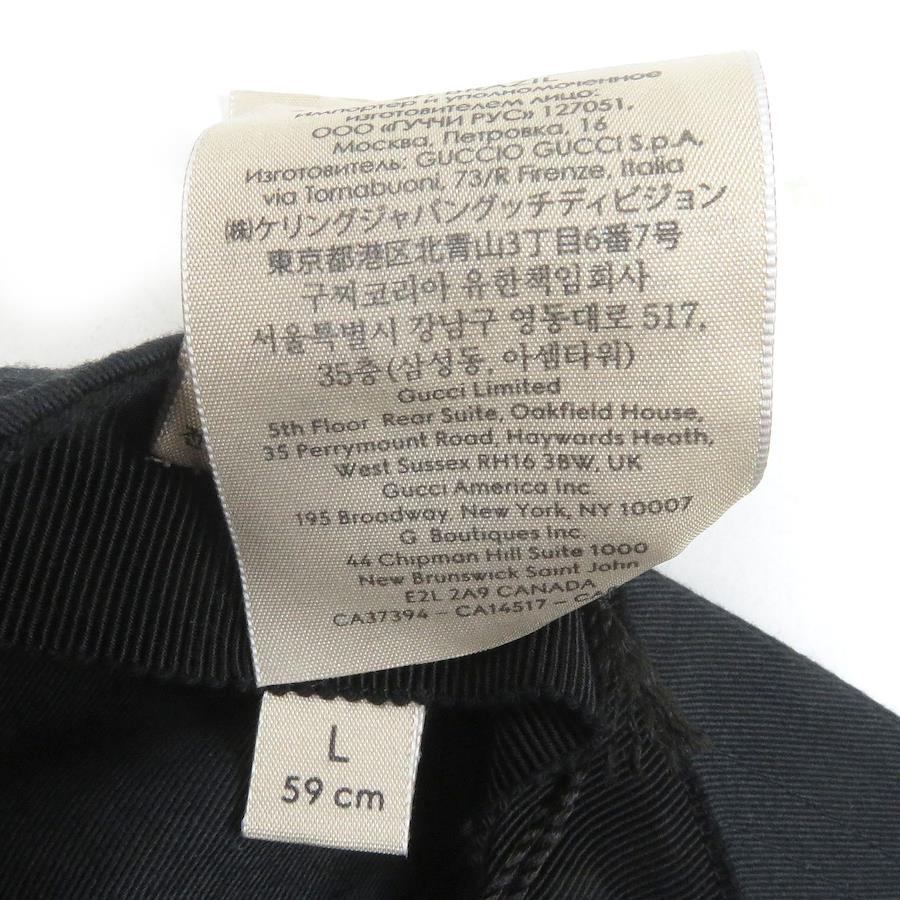 импортер и уполномоченное
изготовителем лицо:
ООО «ГУЧЧИ РУС» 127051,
Москва, Петровка, 16
Изготовитель: GUCCIO GUCCI S.p.A.
via Tornabuoni, 73/R Firenze, Italia
㈱ケリングジャパングッチディビジョン
東京都港区北青山3丁目6番7号
구찌코리아 유한책임회사
서울특별시 강남구 영동대로 517,
35층(삼성동, 아셈타워)
Gucci Limited
5th Floor Rear Suite, Oakfield House,
35 Perrymount Road, Haywards Heath,
West Sussex RH16 3BW, UK
Gucci America Inc.
195 Broadway, New York, NY 10007
G. Boutiques Inc.
44 Chipman Hill Suite 1000
New Brunswick Saint John
E2L 2A9 CANADA
CA37394 - CA14517 - CA
L
59 cm